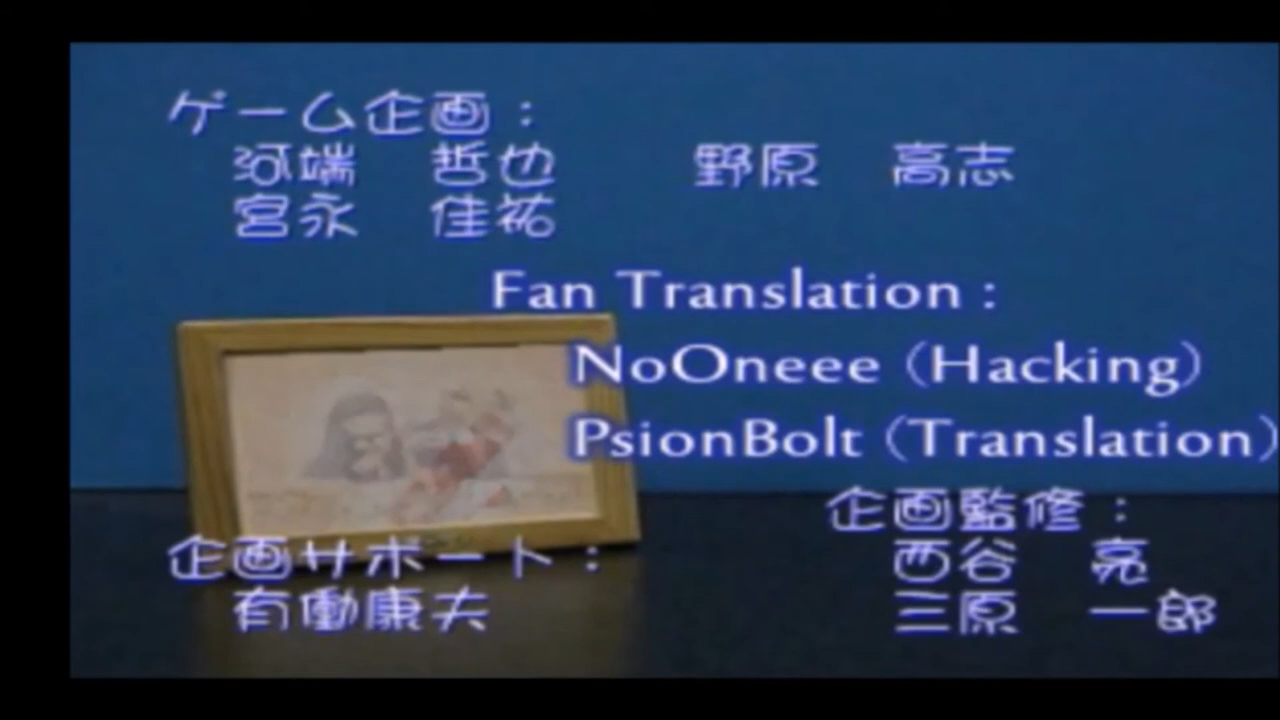 ゲーム企画：
河端　哲也　　野原　高志
宮永　佳祐
Fan Translation :
NoOneee (Hacking)
PsionBolt (Translation)
企画監修：
企画サポート：
西谷　亮
有働康夫
三原　一郎